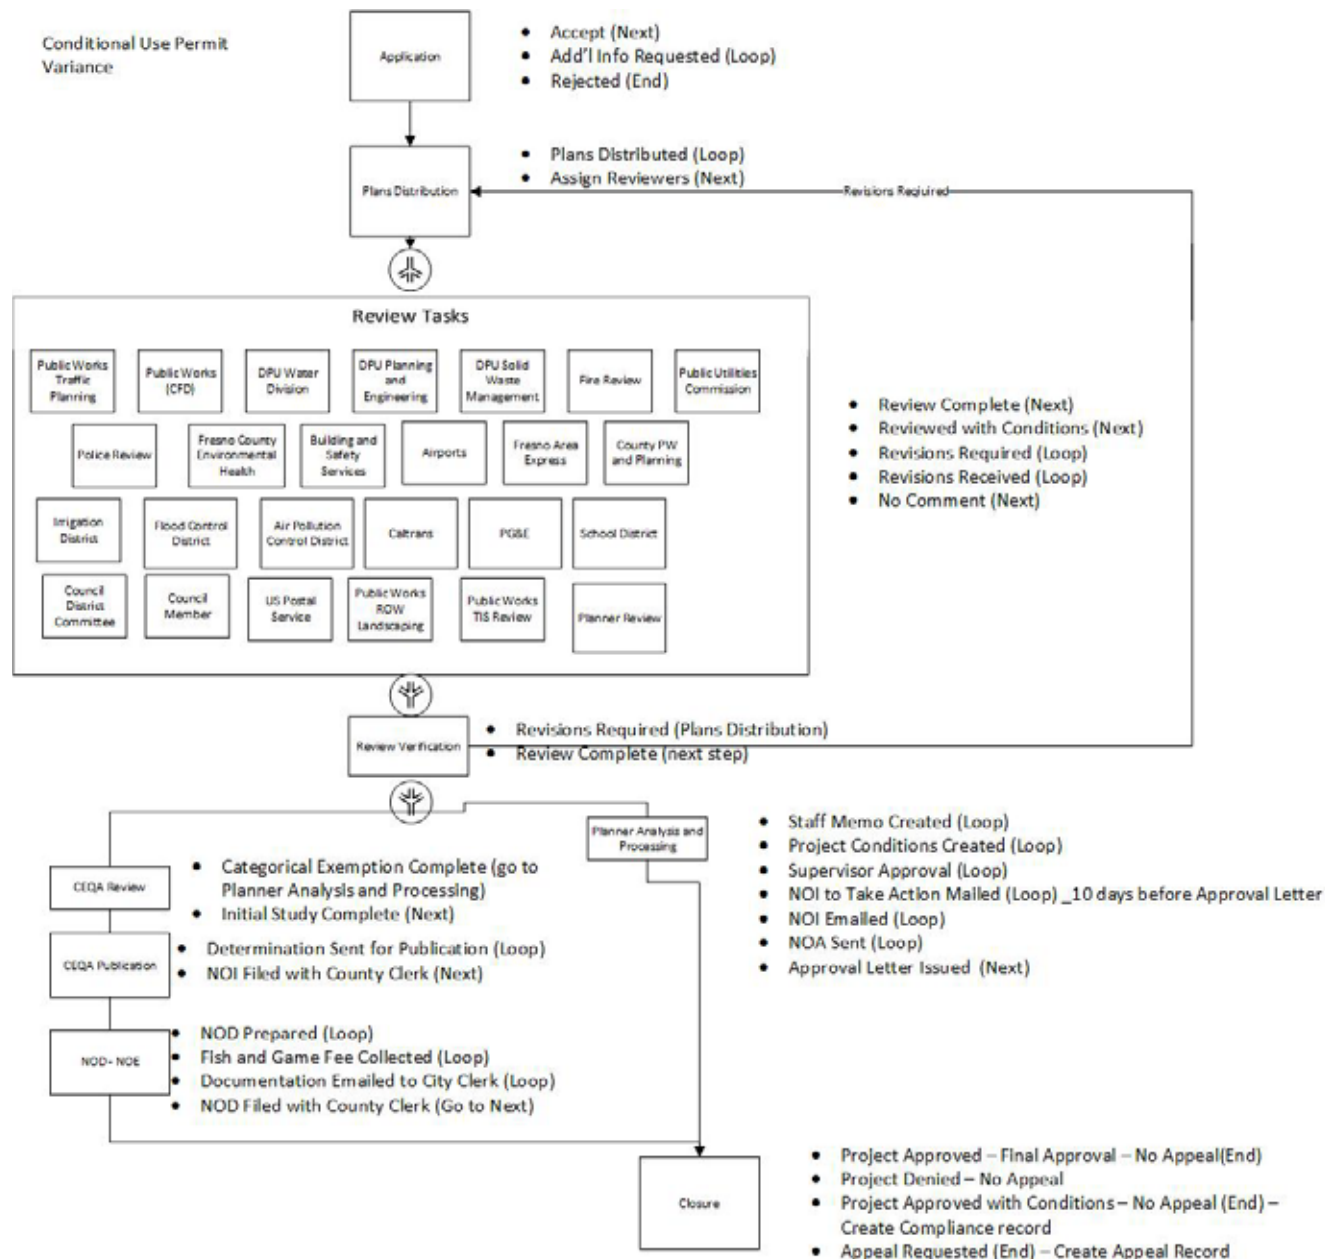 Conditional Use Permit
Variance
Application
• Accept (Next)
• Add'l Info Requested (Loop)
• Rejected (End)
Plans Distribution
• Plans Distributed (Loop)
• Assign Reviewers (Next)
Revisions Regiuired
Review Tasks
Public Works
Traffic
Planning
Public Works
(CFD)
DPU Water
Division
DPU Planning
and
Engineering
DPU Solid
Waste
Management
Fire Review
Public Utilities
Commission
Police Review
Fresno County
Environmental
Health
Building and
Safety
Services
Airports
Fresno Area
Express
County PW
and Planning
Irrigation
District
Flood Control
District
Air Pollution
Control District
Caltrans
PG&E
School District
Council
District
Committee
Council
Member
US Postal
Service
Public Works
ROW
Landscaping
Public Works
TIS Review
Planner Review
• Review Complete (Next)
• Reviewed with Conditions (Next)
• Revisions Required (Loop)
• Revisions Received (Loop)
• No Comment (Next)
Review Verification
• Revisions Required (Plans Distribution)
• Review Complete (next step)
Planner Analysis and
Processing
• Staff Memo Created (Loop)
• Project Conditions Created (Loop)
• Supervisor Approval (Loop)
• NOI to Take Action Mailed (Loop) _10 days before Approval Letter
• NOI Emailed (Loop)
• NOA Sent (Loop)
• Approval Letter Issued (Next)
CEQA Review
• Categorical Exemption Complete (go to
Planner Analysis and Processing)
• Initial Study Complete (Next)
CEQA Publication
• Determination Sent for Publication (Loop)
• NOI Filed with County Clerk (Next)
NOD- NOE
• NOD Prepared (Loop)
• Fish and Game Fee Collected (Loop)
• Documentation Emailed to City Clerk (Loop)
• NOD Filed with County Clerk (Go to Next)
Closure
• Project Approved – Final Approval – No Appeal(End)
• Project Denied – No Appeal
• Project Approved with Conditions – No Appeal (End) –
Create Compliance record
• Appeal Requested (End) – Create Appeal Record